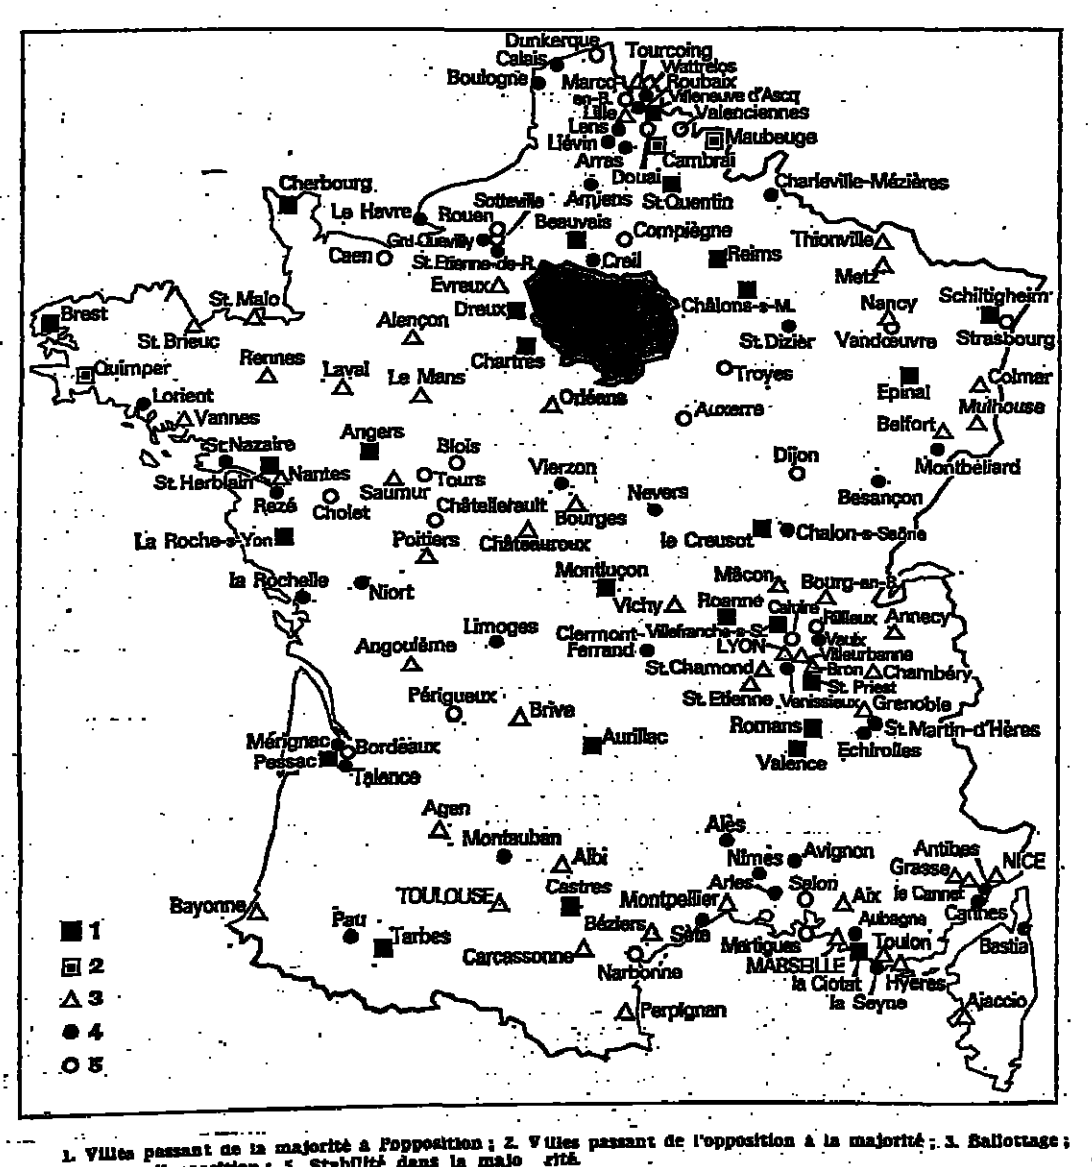 Dunkerque
Calais
Tourcoing
Boulogne
Marcq-
Wattrelos
Roubaix
en-B.
Villeneuve d'Ascq
Lille
Valenciennes
Lens
Maubeuge
Liévin
Arras
Cambrai
Douai
Cherbourg
Amiens
St.Quentin
Charleville-Mézières
Sotteville
Le Havre
Rouen
Beauvais
Compiègne
Thionville
Grd-Quevilly
Caen
St.Etienne-de-R.
Creil
Reims
Metz
Evreux
Châlons-s-M.
Nancy
Schiltigheim
St.Malo
Dreux
Brest
Alençon
St.Brieuc
St.Dizier
Vandœuvre
Strasbourg
Rennes
Chartres
Quimper
Laval
Le Mans
Troyes
Epinal
Colmar
Lorient
Orléans
Auxerre
Mulhouse
Vannes
Belfort
Angers
St.Nazaire
Blois
Dijon
Montbéliard
St.Herblain
Nantes
Saumur
Tours
Vierzon
Nevers
Besançon
Rezé
Cholet
Châtellerault
Bourges
La Roche-s-Yon
Poitiers
Châteauroux
le Creusot
Chalon-s-Saône
Montluçon
Mâcon
Bourg-en-B.
la Rochelle
Niort
Vichy
Roanne
Caluire
Rillieux
Annecy
Limoges
Clermont-
Ferrand
Villefranche-s-S.
Vaulx
Angoulême
LYON
Villeurbanne
St.Chamond
Bron
Chambéry
St. Priest
Périgueux
St.Etienne
Venissieux
Grenoble
Brive
Romans
St.Martin-d'Hères
Mérignac
Bordeaux
Aurillac
Echirolles
Pessac
Valence
Talence
Agen
Montauban
Alès
Albi
Nîmes
Avignon
Antibes
NICE
Grasse
Castres
Arles
Salon
le Cannet
Bayonne
TOULOUSE
Montpellier
Aix
Cannes
Pau
Béziers
Sète
Aubagne
Tarbes
Carcassonne
Martigues
Toulon
Bastia
Narbonne
MARSEILLE
la Ciotat
Hyères
la Seyne
Perpignan
Ajaccio
1
2
3
4
5
1. Villes passant de la majorité à l'opposition ; 2. Villes passant de l'opposition à la majorité ; 3. Ballottage ;
opposition ; 5. Stabilité dans la majo rité.